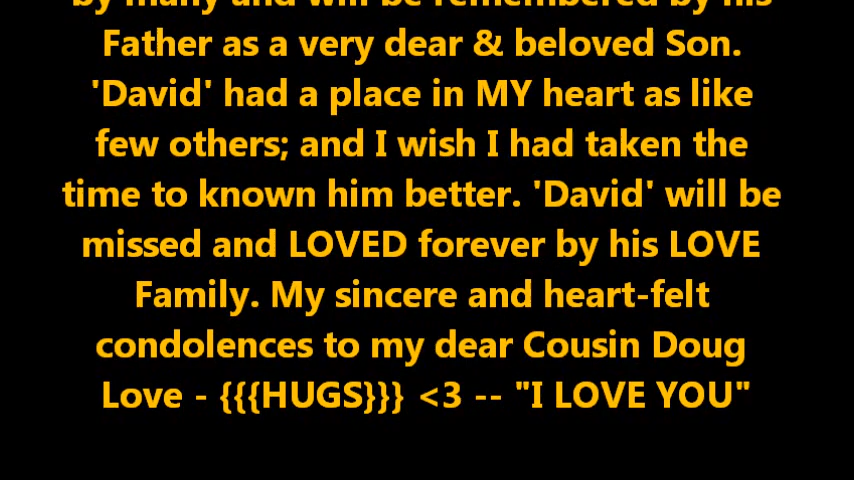 by many and will be remembered by his
Father as a very dear & beloved Son.
'David' had a place in MY heart as like
few others; and I wish I had taken the
time to known him better. 'David' will be
missed and LOVED forever by his LOVE
Family. My sincere and heart-felt
condolences to my dear Cousin Doug
Love - {{{HUGS}}} <3 -- "I LOVE YOU"